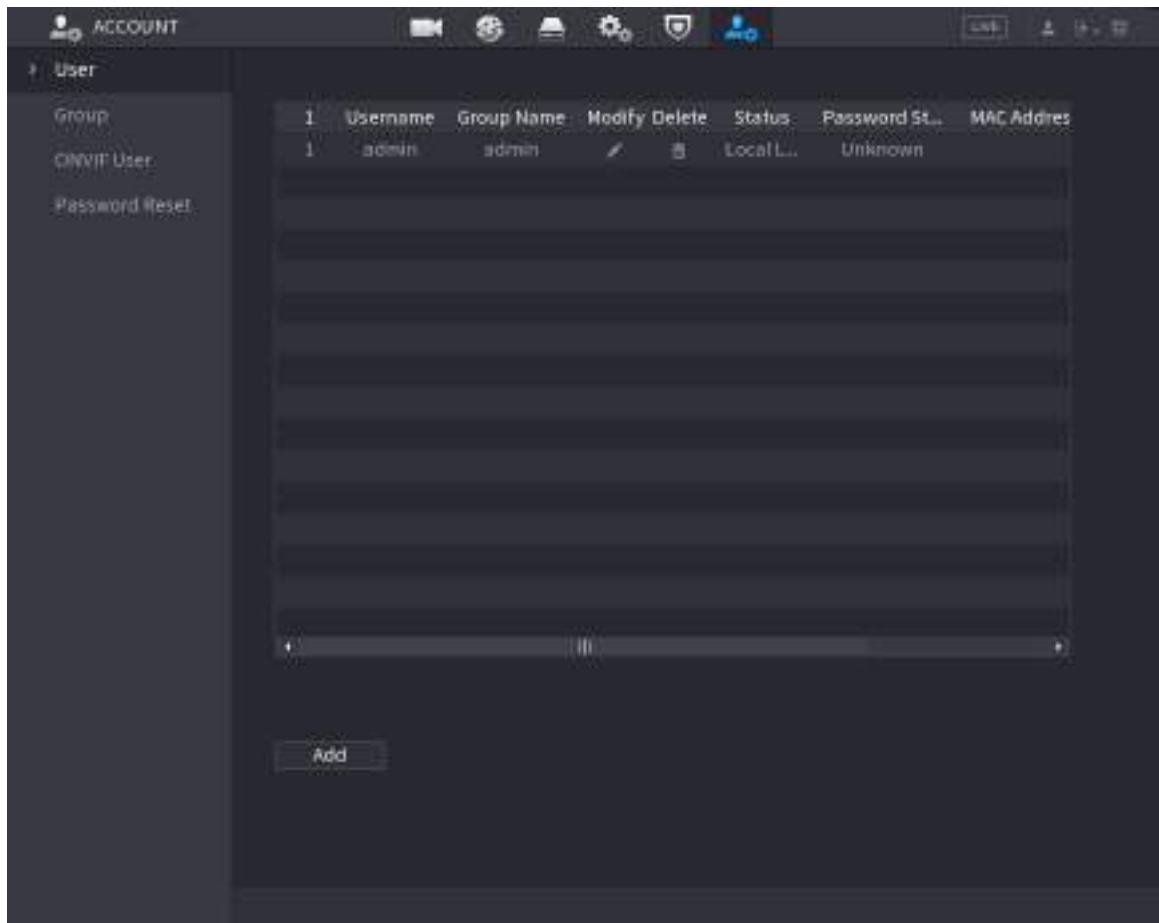 ACCOUNT
LIVE
User
Group
ONVIF User
Password Reset
1 Username Group Name Modify Delete Status Password St... MAC Addres
1 admin admin Local L... Unknown
Add